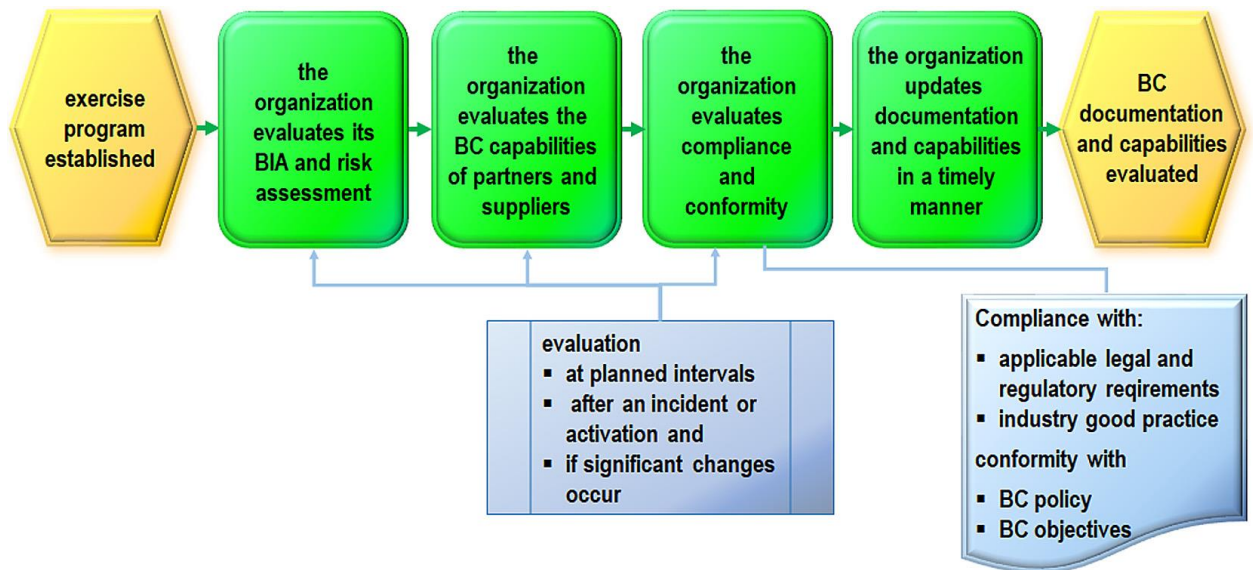 exercise
program
established
the
organization
evaluates its
BIA and risk
assessment
the
organization
evaluates the
BC capabilities
of partners and
suppliers
the
organization
evaluates
compliance
and
conformity
the organization
updates
documentation
and capabilities
in a timely
manner
BC
documentation
and capabilities
evaluated
evaluation
▪ at planned intervals
▪ after an incident or
activation and
▪ if significant changes
occur
Compliance with:
▪ applicable legal and
regulatory reqirements
▪ industry good practice
conformity with
▪ BC policy
▪ BC objectives